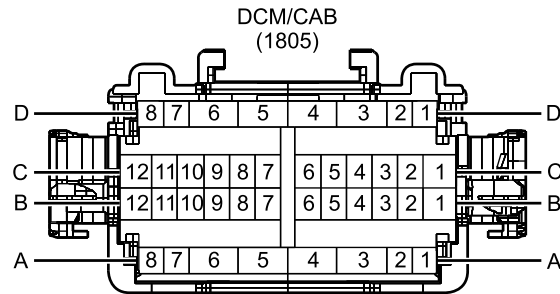 DCM/CAB
(1805)
D 8 7 6 5 4 3 2 1 D
C 12 11 10 9 8 7 6 5 4 3 2 1 C
B 12 11 10 9 8 7 6 5 4 3 2 1 B
A 8 7 6 5 4 3 2 1 A